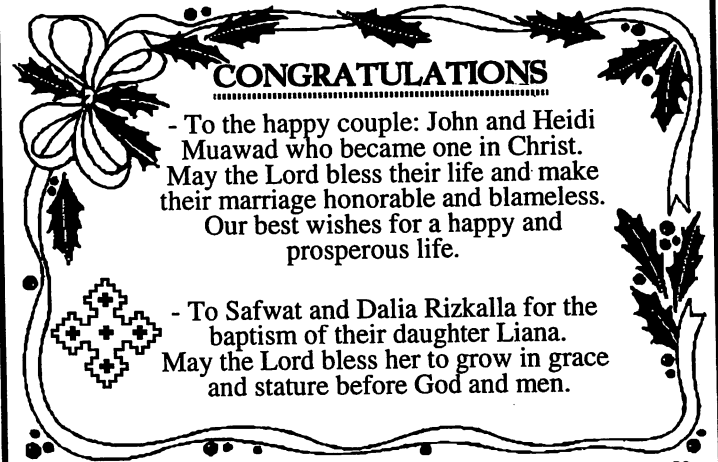 CONGRATULATIONS
- To the happy couple: John and Heidi
Muawad who became one in Christ.
May the Lord bless their life and make
their marriage honorable and blameless.
Our best wishes for a happy and
prosperous life.
- To Safwat and Dalia Rizkalla for the
baptism of their daughter Liana.
May the Lord bless her to grow in grace
and stature before God and men.